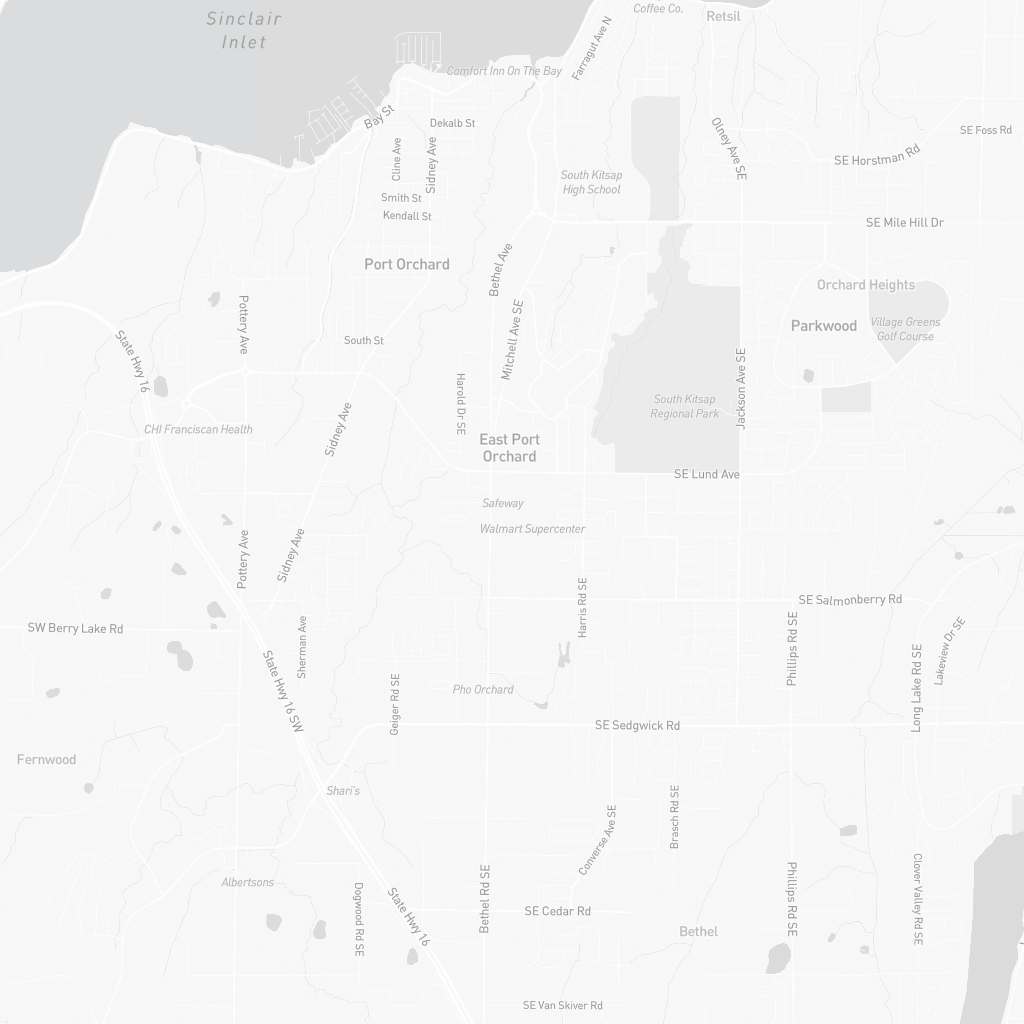 Coffee Co.
Retsil
Sinclair
Inlet
Farragut Ave N
Comfort Inn On The Bay
Bay St
Dekalb St
Olney Ave SE
SE Foss Rd
Cline Ave
Sidney Ave
SE Horstman Rd
South Kitsap
High School
Smith St
Kendall St
SE Mile Hill Dr
Port Orchard
Bethel Ave
Orchard Heights
Pottery Ave
Mitchell Ave SE
Parkwood
Village Greens
Golf Course
State Hwy 16
South St
Jackson Ave SE
Harold Dr SE
South Kitsap
Regional Park
CHI Franciscan Health
Sidney Ave
East Port
Orchard
SE Lund Ave
Safeway
Walmart Supercenter
Pottery Ave
Sidney Ave
Harris Rd SE
SE Salmonberry Rd
SW Berry Lake Rd
Sherman Ave
Phillips Rd SE
Long Lake Rd SE
Lakeview Dr SE
State Hwy 16 SW
Geiger Rd SE
Pho Orchard
SE Sedgwick Rd
Fernwood
Shari's
Converse Ave SE
Brasch Rd SE
Albertsons
Dogwood Rd SE
State Hwy 16
Bethel Rd SE
SE Cedar Rd
Phillips Rd SE
Clover Valley Rd SE
Bethel
SE Van Skiver Rd